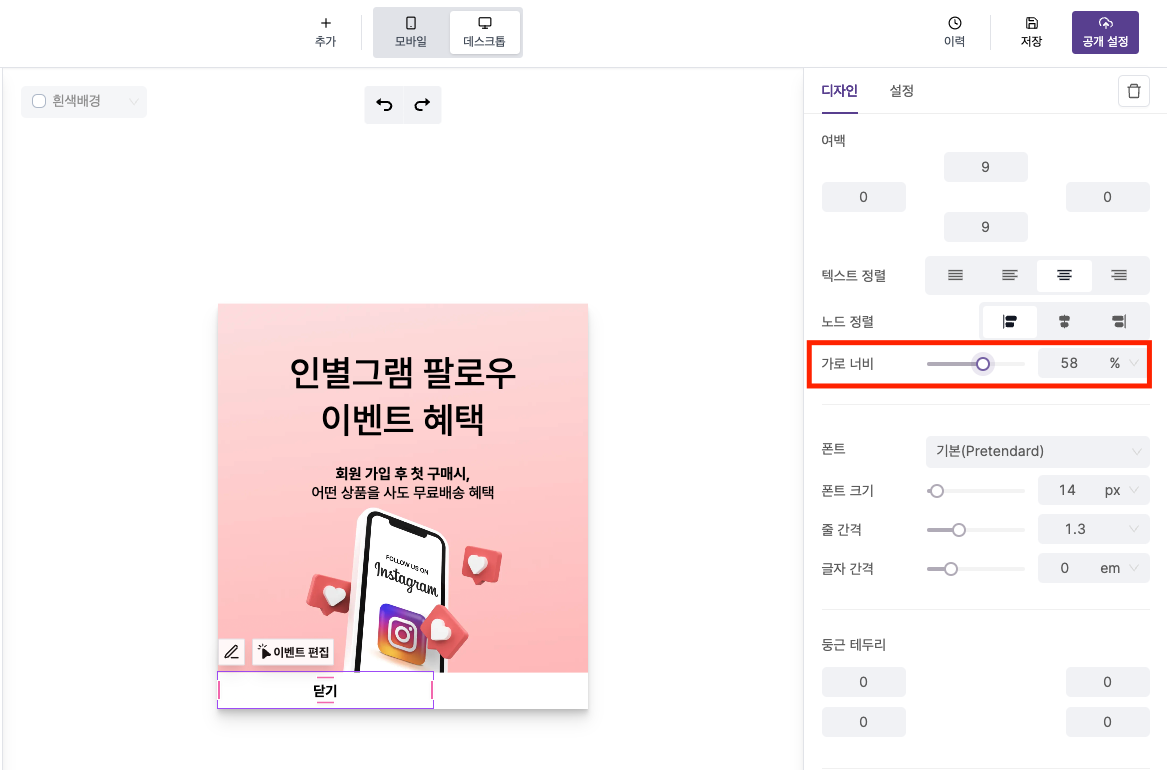 추가
모바일
데스크톱
이력
저장
공개 설정
흰색배경
디자인
설정
여백
9
0
0
9
텍스트 정렬
노드 정렬
가로 너비
58
%
폰트
기본(Pretendard)
폰트 크기
14
px
줄 간격
1.3
글자 간격
0
em
둥근 테두리
0
0
0
0
인별그램 팔로우
이벤트 혜택
회원 가입 후 첫 구매시,
어떤 상품을 사도 무료배송 혜택
FOLLOW US ON
Instagram
이벤트 편집
닫기